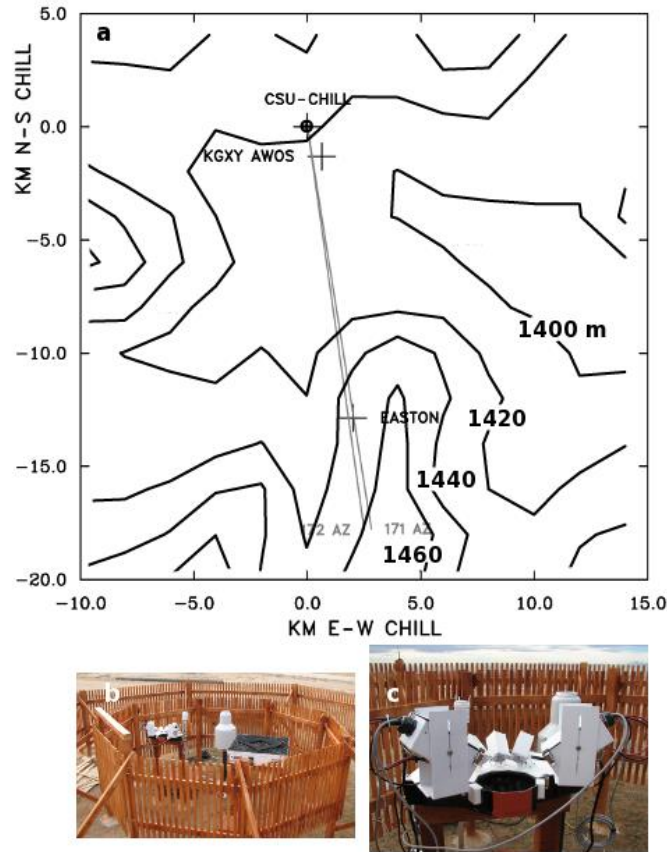 5.0
a
CSU-CHILL
0.0
KGXY AWOS
KM N-S CHILL
-5.0
1400 m
-10.0
EASTON
1420
-15.0
1440
172 AZ
171 AZ
1460
-20.0
-10.0 -5.0 0.0 5.0 10.0 15.0
KM E-W CHILL
b
c